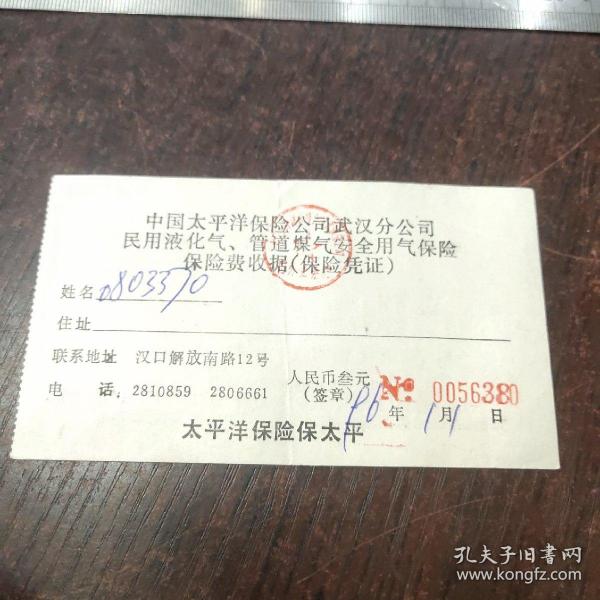 中国太平洋保险公司武汉分公司
民用液化气、管道煤气安全用气保险
保险费收据(保险凭证)
姓名 0803370
住址
联系地址 汉口解放南路12号
电 话: 2810859 2806661
人民币叁元
(签章)
№ 0056380
96年 1月1日
太平洋保险保太平
孔夫子旧书网
www.kongfz.com